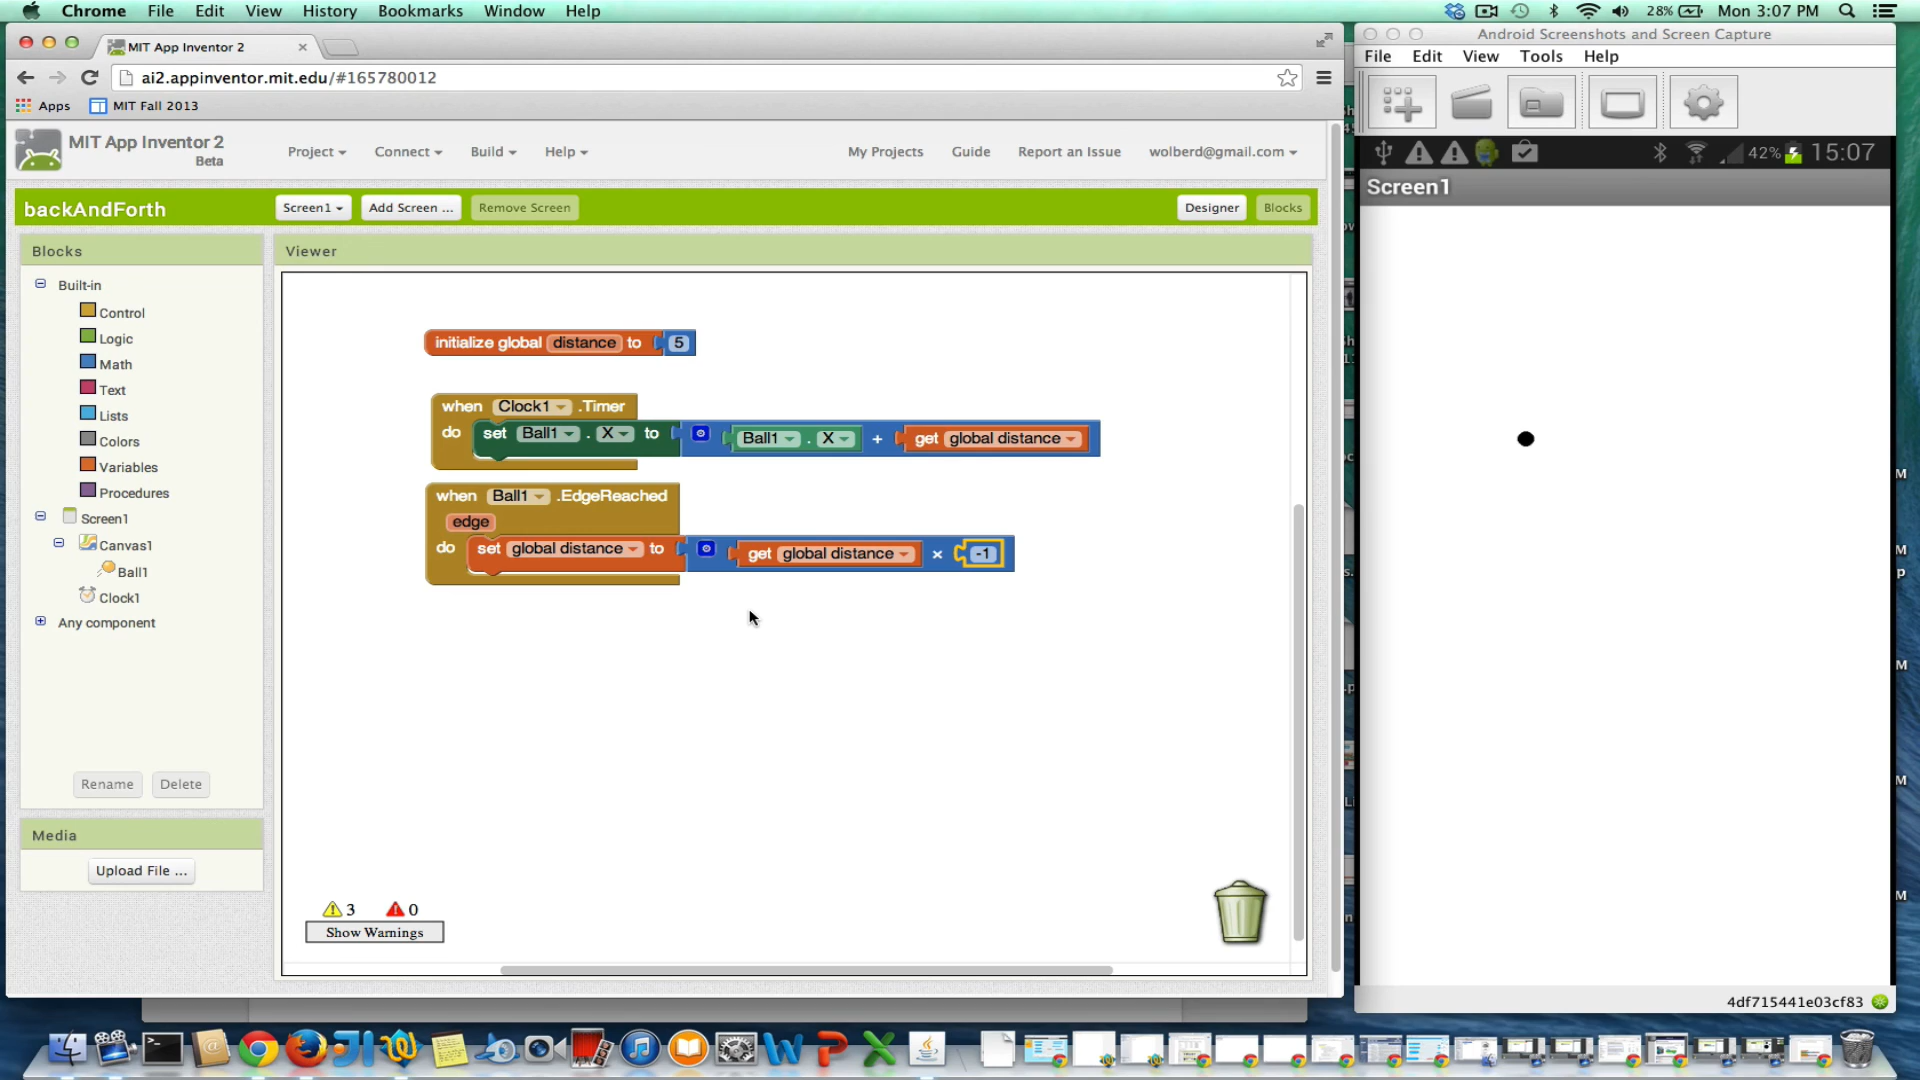 Chrome File Edit View History Bookmarks Window Help 28% Mon 3:07 PM
MIT App Inventor 2
ai2.appinventor.mit.edu/#165780012
Apps MIT Fall 2013
MIT App Inventor 2
Beta
Project Connect Build Help My Projects Guide Report an Issue wolberd@gmail.com
backAndForth Screen1 Add Screen ... Remove Screen Designer Blocks
Blocks
Built-in
Control
Logic
Math
Text
Lists
Colors
Variables
Procedures
Screen1
Canvas1
Ball1
Clock1
Any component
Rename Delete
Media
Upload File ...
Viewer
initialize global distance to 5
when Clock1 .Timer
do set Ball1 . X to Ball1 . X + get global distance
when Ball1 .EdgeReached
edge
do set global distance to get global distance × -1
3 0
Show Warnings
Android Screenshots and Screen Capture
File Edit View Tools Help
42% 15:07
Screen1
4df715441e03cf83